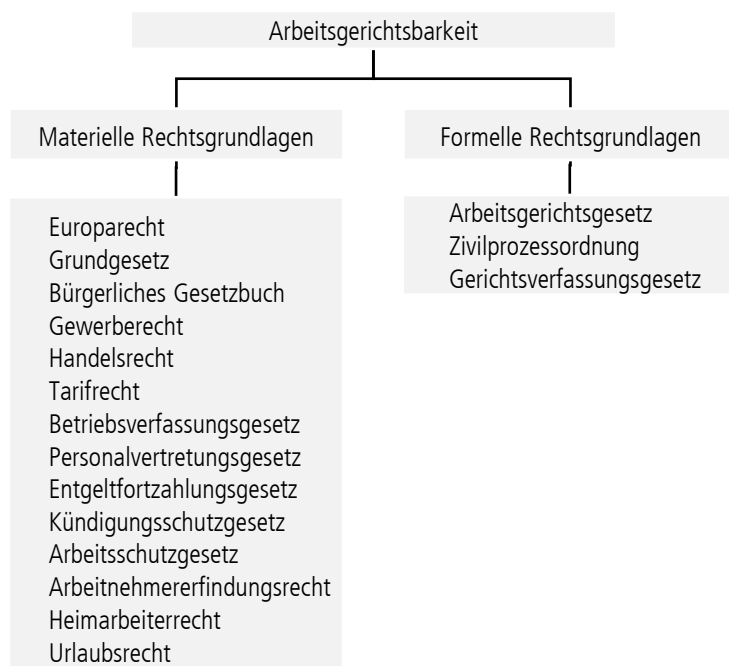 Arbeitsgerichtsbarkeit
Materielle Rechtsgrundlagen
Formelle Rechtsgrundlagen
Europarecht
Grundgesetz
Bürgerliches Gesetzbuch
Gewerberecht
Handelsrecht
Tarifrecht
Betriebsverfassungsgesetz
Personalvertretungsgesetz
Entgeltfortzahlungsgesetz
Kündigungsschutzgesetz
Arbeitsschutzgesetz
Arbeitnehmererfindungsrecht
Heimarbeiterrecht
Urlaubsrecht
Arbeitsgerichtsgesetz
Zivilprozessordnung
Gerichtsverfassungsgesetz